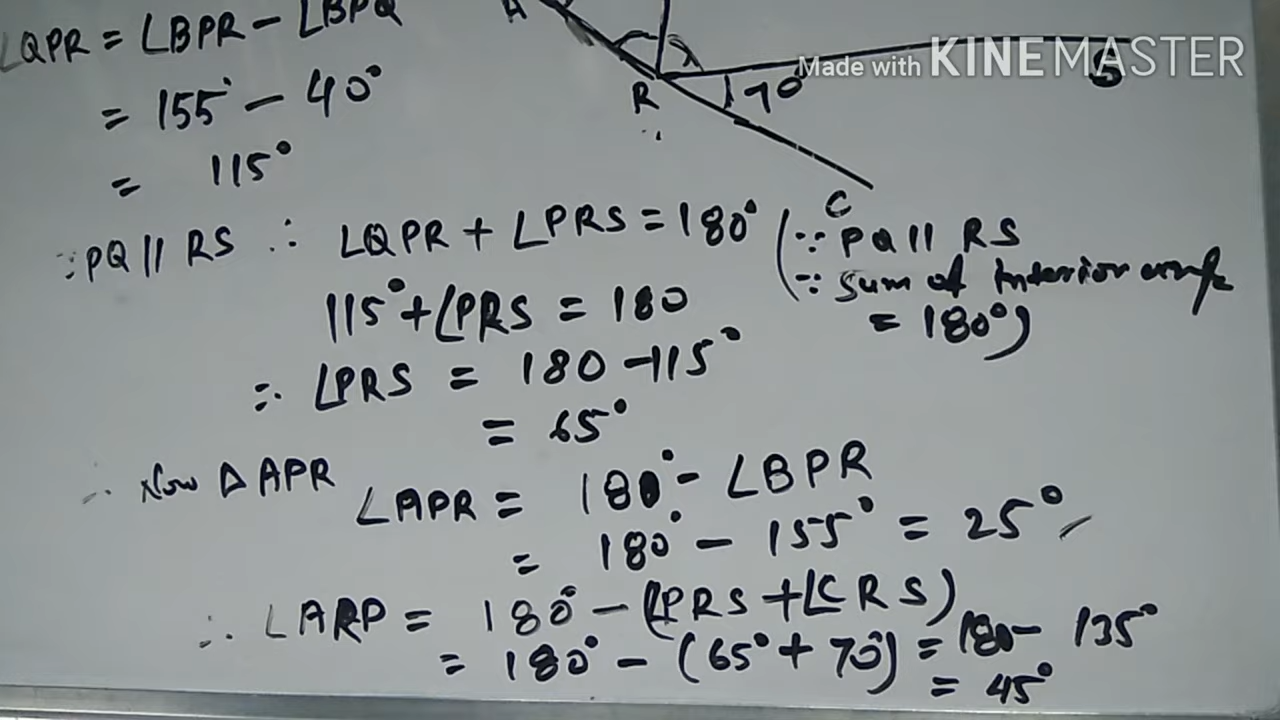 A
∠QPR = ∠BPR - ∠BPQ
= 155° - 40°
= 115°
Made with KINEMASTER
R
70°
S
C
∵ PQ || RS ∴ ∠QPR + ∠PRS = 180° (∵ PQ || RS
∵ sum of Interior
= 180°)
115° + ∠PRS = 180
∴ ∠PRS = 180 - 115°
= 65°
∴ Now Δ APR
∠APR = 180° - ∠BPR
= 180° - 155° = 25°
∴ ∠ARP = 180° - (∠PRS + ∠CRS)
= 180° - (65° + 70°) = 180 - 135°
= 45°